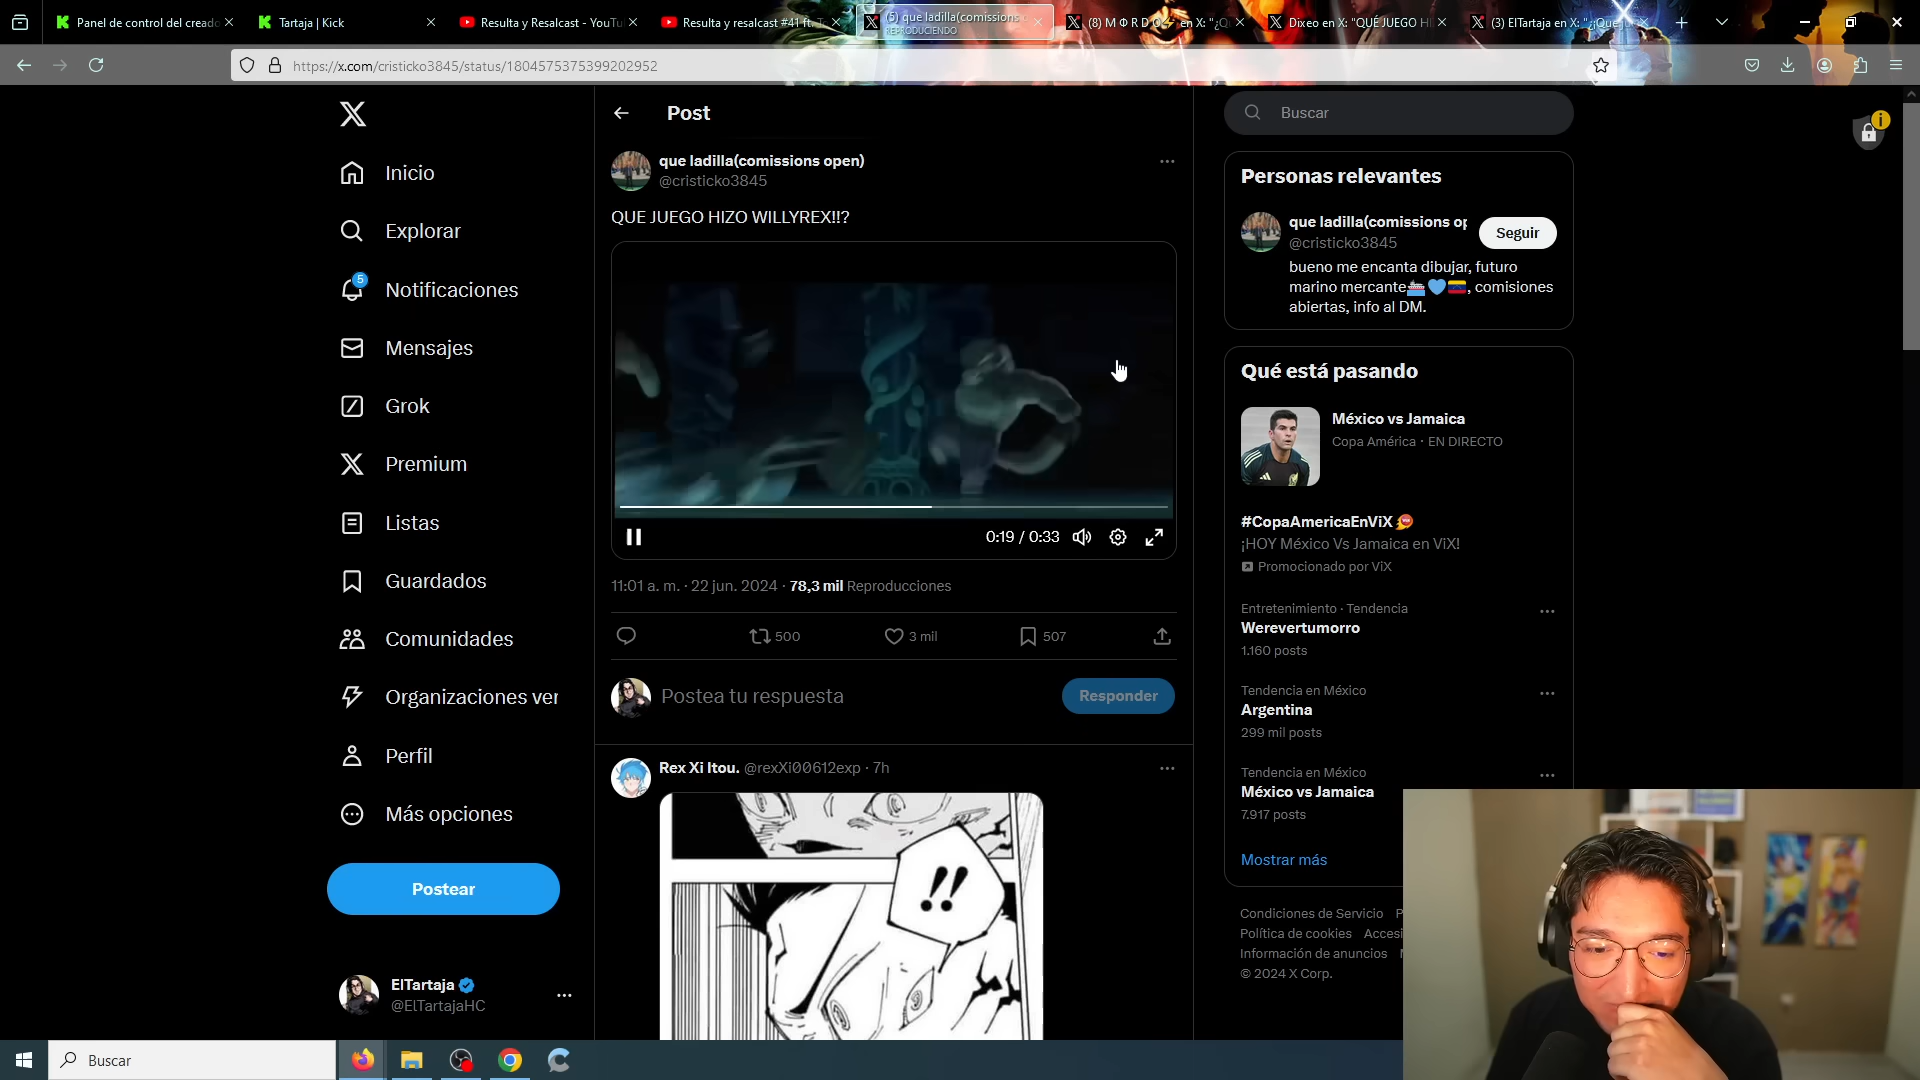 Panel de control del creado
Tartaja | Kick
Resulta y Resalcast - YouTu
Resulta y resalcast #41 ft. T
(5) que ladilla(comissions o
REPRODUCIENDO
en X: "¿Q
Dixeo en X: "QUÉ JUEGO H
(3) ElTartaja en X: "¡¡Que
https://x.com/cristicko3845/status/1804575375399202952
Inicio
Explorar
5
Notificaciones
Mensajes
Grok
Premium
Listas
Guardados
Comunidades
Organizaciones ver
Perfil
Más opciones
Postear
ElTartaja
@ElTartajaHC
Post
que ladilla(comissions open)
@cristicko3845
QUE JUEGO HIZO WILLYREX!!?
0:19 / 0:33
11:01 a. m. · 22 jun. 2024 · 78,3 mil Reproducciones
500
3 mil
507
Postea tu respuesta
Responder
Rex Xi Itou. @rexXi00612exp · 7h
!!
Buscar
Personas relevantes
que ladilla(comissions op
@cristicko3845
Seguir
bueno me encanta dibujar, futuro
marino mercante🚢💙🇻🇪, comisiones
abiertas, info al DM.
Qué está pasando
México vs Jamaica
Copa América · EN DIRECTO
#CopaAmericaEnViX
¡HOY México Vs Jamaica en ViX!
Promocionado por ViX
Entretenimiento · Tendencia
Werevertumorro
1.160 posts
Tendencia en México
Argentina
299 mil posts
Tendencia en México
México vs Jamaica
7.917 posts
Mostrar más
Condiciones de Servicio P
Política de cookies Accesi
Información de anuncios
© 2024 X Corp.
Buscar